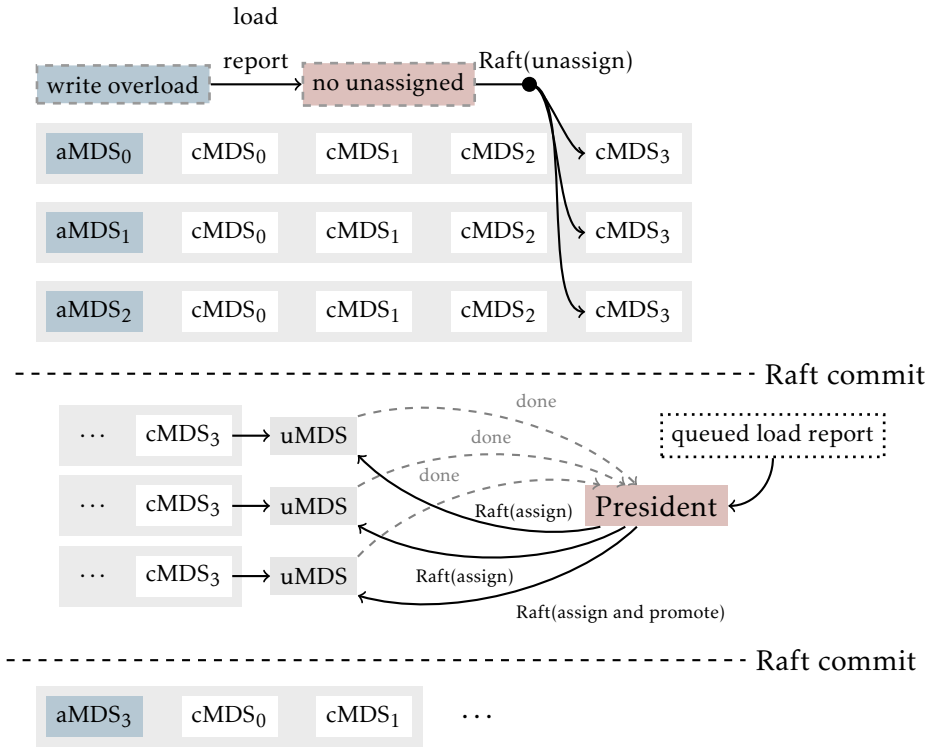 load
report
write overload
no unassigned
Raft(unassign)
aMDS₀ cMDS₀ cMDS₁ cMDS₂ cMDS₃
aMDS₁ cMDS₀ cMDS₁ cMDS₂ cMDS₃
aMDS₂ cMDS₀ cMDS₁ cMDS₂ cMDS₃
Raft commit
done
queued load report
··· cMDS₃ uMDS
done
done
··· cMDS₃ uMDS
Raft(assign)
President
··· cMDS₃ uMDS
Raft(assign)
Raft(assign and promote)
Raft commit
aMDS₃ cMDS₀ cMDS₁ ···